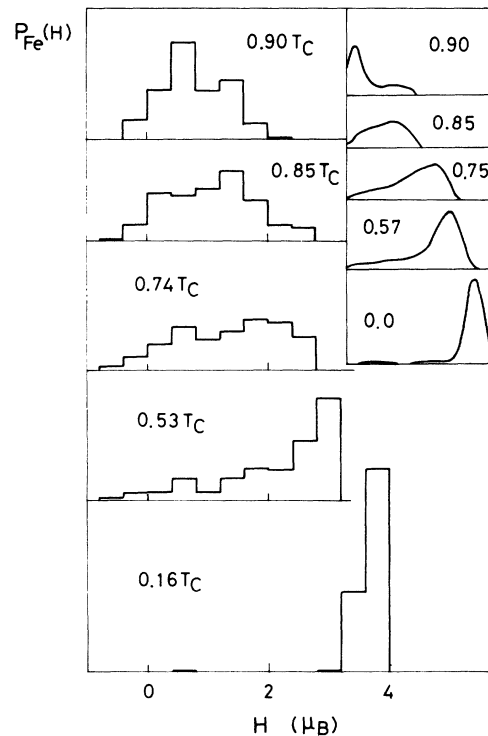 P_Fe(H)
0.90 T_C
0.90
0.85
0.85 T_C
0.75
0.57
0.74 T_C
0.0
0.53 T_C
0.16 T_C
0 2 4
H (μ_B)